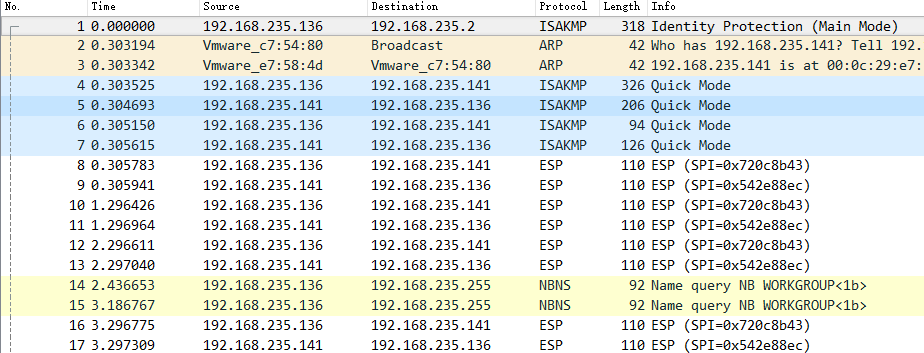 No. Time Source Destination Protocol Length Info
1 0.000000 192.168.235.136 192.168.235.2 ISAKMP 318 Identity Protection (Main Mode)
2 0.303194 Vmware_c7:54:80 Broadcast ARP 42 Who has 192.168.235.141? Tell 192.
3 0.303342 Vmware_e7:58:4d Vmware_c7:54:80 ARP 42 192.168.235.141 is at 00:0c:29:e7:
4 0.303525 192.168.235.136 192.168.235.141 ISAKMP 326 Quick Mode
5 0.304693 192.168.235.141 192.168.235.136 ISAKMP 206 Quick Mode
6 0.305150 192.168.235.136 192.168.235.141 ISAKMP 94 Quick Mode
7 0.305615 192.168.235.141 192.168.235.136 ISAKMP 126 Quick Mode
8 0.305783 192.168.235.136 192.168.235.141 ESP 110 ESP (SPI=0x720c8b43)
9 0.305941 192.168.235.141 192.168.235.136 ESP 110 ESP (SPI=0x542e88ec)
10 1.296426 192.168.235.136 192.168.235.141 ESP 110 ESP (SPI=0x720c8b43)
11 1.296964 192.168.235.141 192.168.235.136 ESP 110 ESP (SPI=0x542e88ec)
12 2.296611 192.168.235.136 192.168.235.141 ESP 110 ESP (SPI=0x720c8b43)
13 2.297040 192.168.235.141 192.168.235.136 ESP 110 ESP (SPI=0x542e88ec)
14 2.436653 192.168.235.136 192.168.235.255 NBNS 92 Name query NB WORKGROUP<1b>
15 3.186767 192.168.235.136 192.168.235.255 NBNS 92 Name query NB WORKGROUP<1b>
16 3.296775 192.168.235.136 192.168.235.141 ESP 110 ESP (SPI=0x720c8b43)
17 3.297309 192.168.235.141 192.168.235.136 ESP 110 ESP (SPI=0x542e88ec)